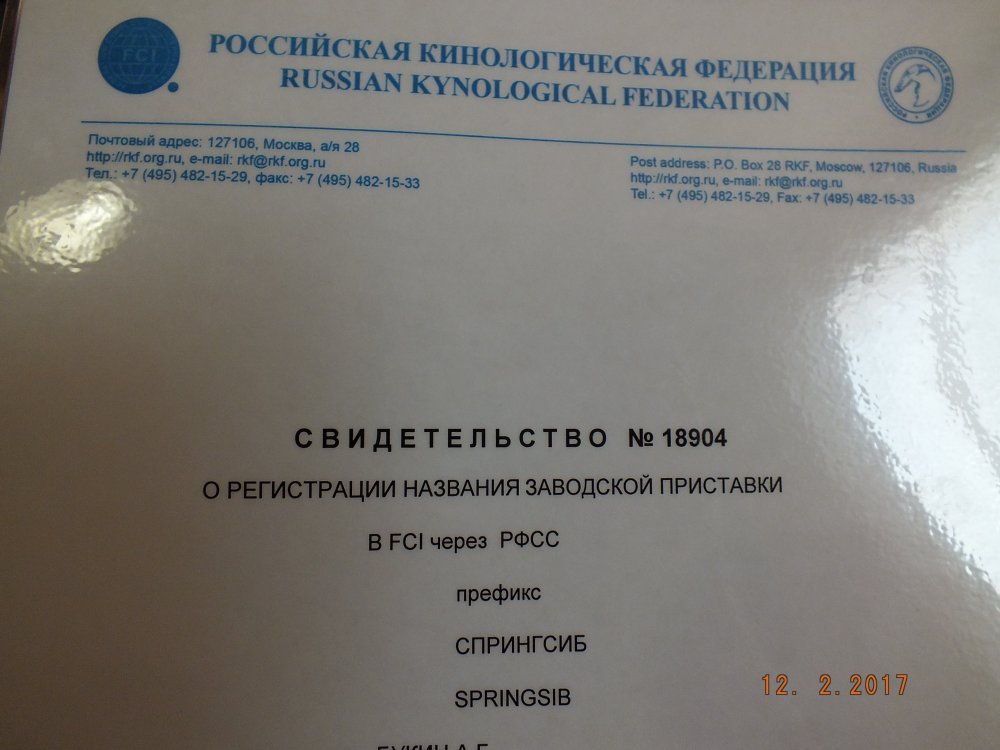 FCI
РОССИЙСКАЯ КИНОЛОГИЧЕСКАЯ ФЕДЕРАЦИЯ
RUSSIAN KYNOLOGICAL FEDERATION
РОССИЙСКАЯ КИНОЛОГИЧЕСКАЯ ФЕДЕРАЦИЯ
Почтовый адрес: 127106, Москва, а/я 28
http://rkf.org.ru, e-mail: rkf@rkf.org.ru
Тел.: +7 (495) 482-15-29, факс: +7 (495) 482-15-33
Post address: P.O. Box 28 RKF, Moscow, 127106, Russia
http://rkf.org.ru, e-mail: rkf@rkf.org.ru
Tel.: +7 (495) 482-15-29, Fax: +7 (495) 482-15-33
СВИДЕТЕЛЬСТВО № 18904
О РЕГИСТРАЦИИ НАЗВАНИЯ ЗАВОДСКОЙ ПРИСТАВКИ
В FCI через РФСС
префикс
СПРИНГСИБ
SPRINGSIB
12. 2.2017